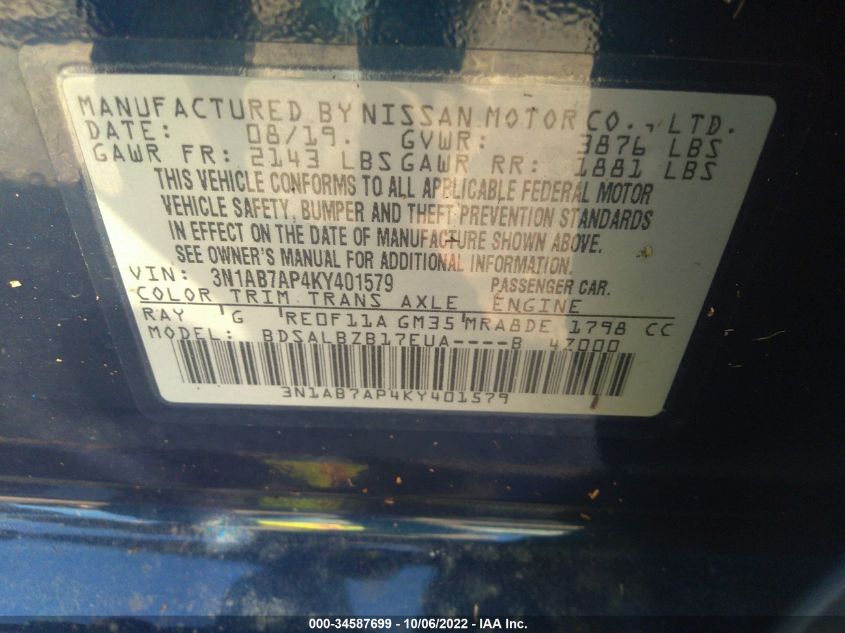 MANUFACTURED BY NISSAN MOTOR CO., LTD.
DATE: 08/19. GVWR: 3876 LBS
GAWR FR: 2143 LBS GAWR RR: 1881 LBS
THIS VEHICLE CONFORMS TO ALL APPLICABLE FEDERAL MOTOR
VEHICLE SAFETY, BUMPER AND THEFT PREVENTION STANDARDS
IN EFFECT ON THE DATE OF MANUFACTURE SHOWN ABOVE.
SEE OWNER'S MANUAL FOR ADDITIONAL INFORMATION.
VIN: 3N1AB7AP4KY401579 PASSENGER CAR.
COLOR TRIM TRANS AXLE ENGINE
RAY G RE0F11A GM35 MRA8DE 1798 CC
MODEL: BDSALBZB17EUA----B 47000
3N1AB7AP4KY401579
000-34587699 - 10/06/2022 - IAA Inc.